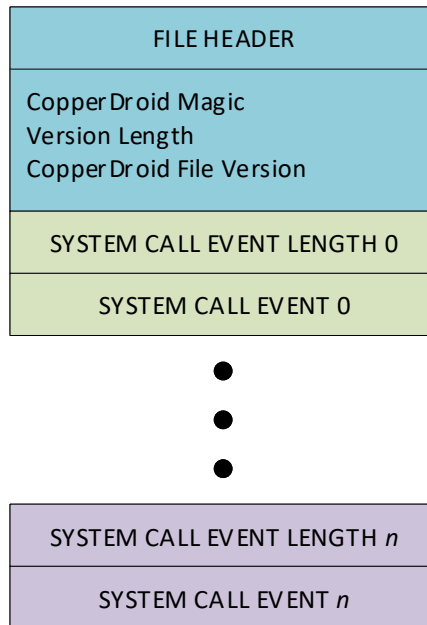 FILE HEADER
CopperDroid Magic
Version Length
CopperDroid File Version
SYSTEM CALL EVENT LENGTH 0
SYSTEM CALL EVENT 0
SYSTEM CALL EVENT LENGTH n
SYSTEM CALL EVENT n